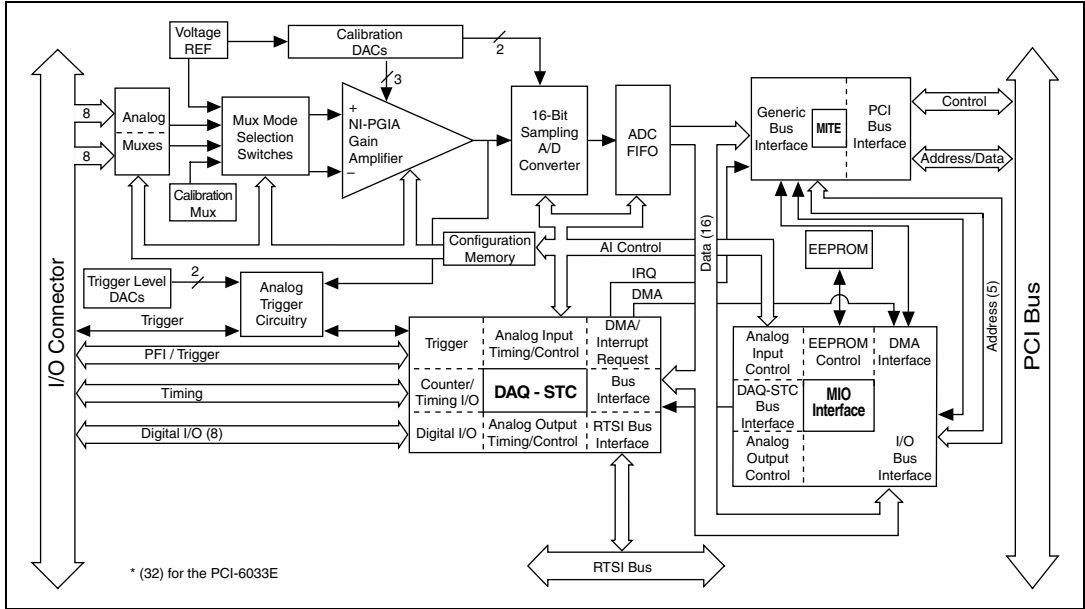 Voltage
REF
Calibration
DACs
2
3
8
8
Analog
Muxes
Mux Mode
Selection
Switches
Calibration
Mux
+
NI-PGIA
Gain
Amplifier
–
16-Bit
Sampling
A/D
Converter
ADC
FIFO
Generic
Bus
Interface
MITE
PCI
Bus
Interface
Control
Address/Data
Configuration
Memory
AI Control
Data (16)
EEPROM
Address (5)
IRQ
DMA
Trigger Level
DACs
2
Analog
Trigger
Circuitry
Trigger
PFI / Trigger
Timing
Digital I/O (8)
I/O Connector
PCI Bus
Trigger
Analog Input
Timing/Control
DMA/
Interrupt
Request
Counter/
Timing I/O
DAQ - STC
Bus
Interface
Digital I/O
Analog Output
Timing/Control
RTSI Bus
Interface
Analog
Input
Control
EEPROM
Control
DMA
Interface
DAQ-STC
Bus
Interface
MIO
Interface
Analog
Output
Control
I/O
Bus
Interface
RTSI Bus
* (32) for the PCI-6033E